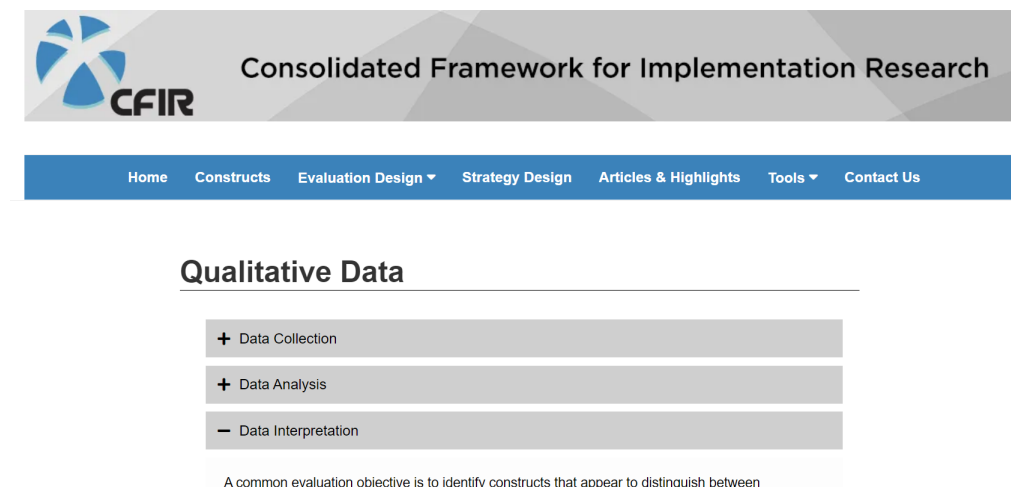 CFIR
Consolidated Framework for Implementation Research
Home Constructs Evaluation Design Strategy Design Articles & Highlights Tools Contact Us
Qualitative Data
Data Collection
Data Analysis
Data Interpretation
A common evaluation objective is to identify constructs that appear to distinguish between